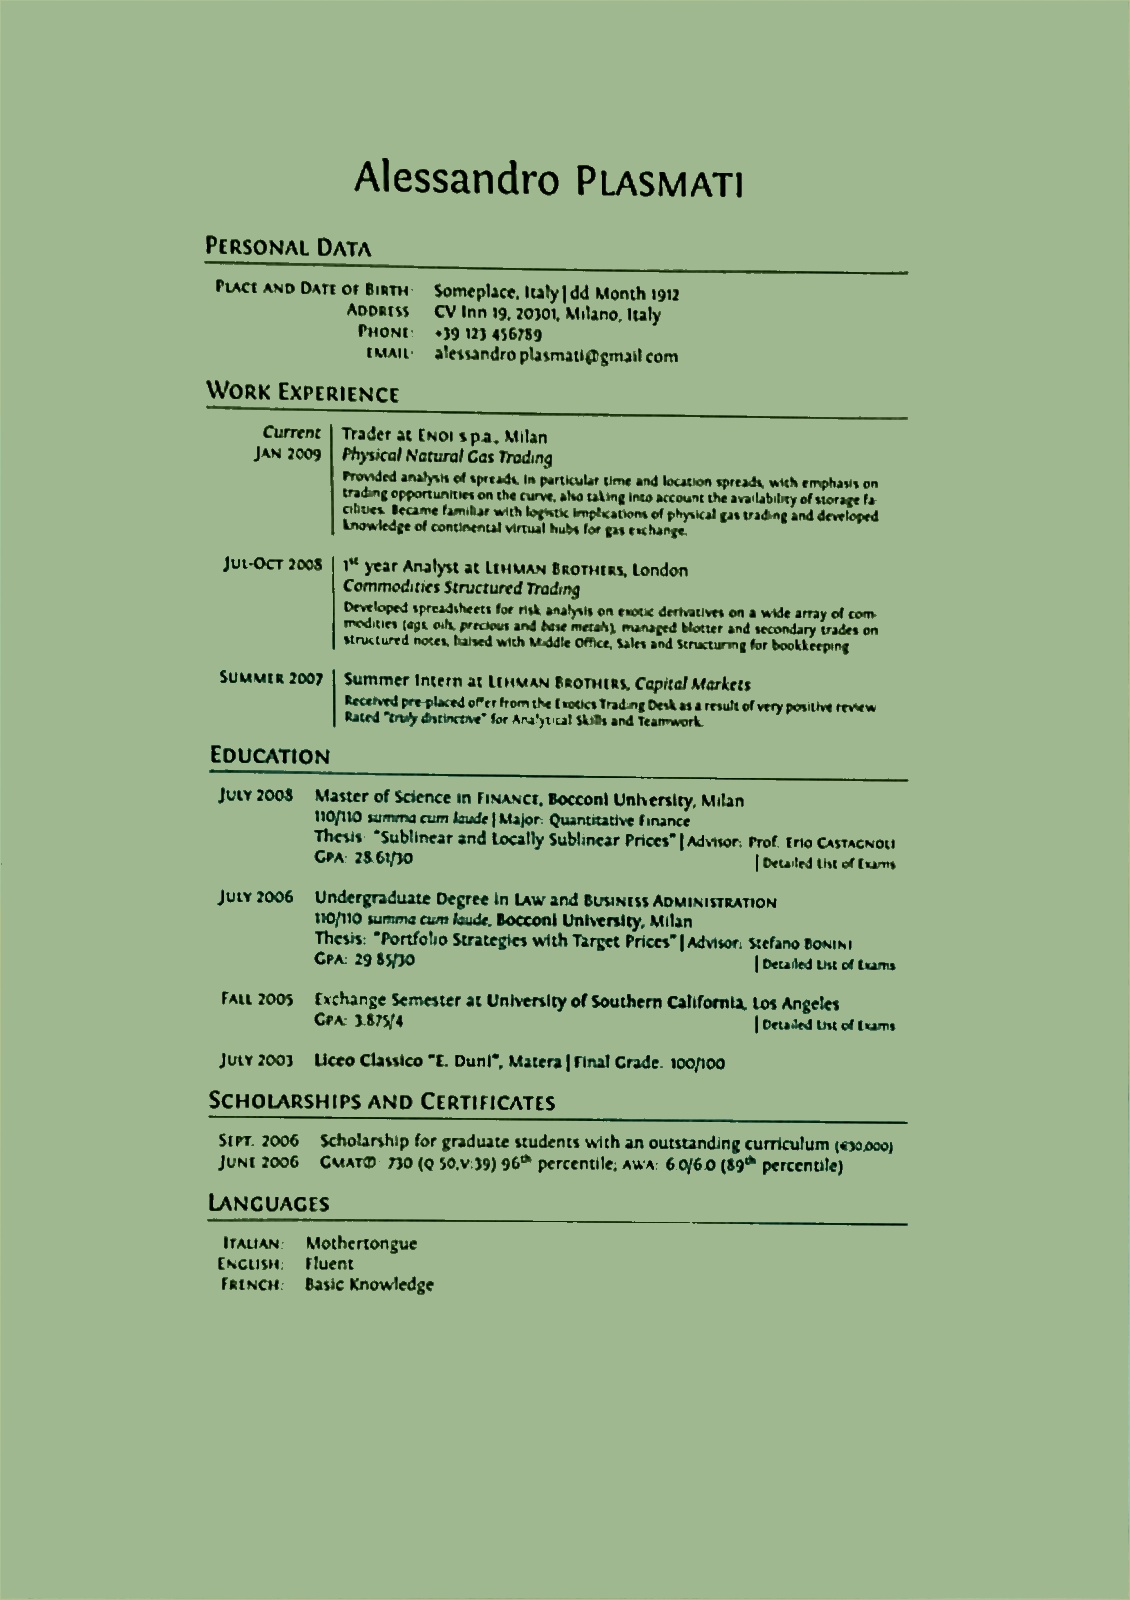 Alessandro PLASMATI
PERSONAL DATA
PLACE AND DATE OF BIRTH: Someplace, Italy | dd Month 1912
ADDRESS CV Inn 19, 20301, Milano, Italy
PHONE: +39 123 456789
EMAIL: alessandro.plasmati@gmail.com
WORK EXPERIENCE
Current Trader at ENOI s.p.a., Milan
JAN 2009 Physical Natural Gas Trading
Provided analysis of spreads, in particular time and location spreads, with emphasis on
trading opportunities on the curve, also taking into account the availability of storage fa-
cilities. Became familiar with logistic implications of physical gas trading and developed
knowledge of continental virtual hubs for gas exchange.
JUL-OCT 2008 1st year Analyst at LEHMAN BROTHERS, London
Commodities Structured Trading
Developed spreadsheets for risk analysis on exotic derivatives on a wide array of com-
modities (ags, oils, precious and base metals), managed blotter and secondary trades on
structured notes, liaised with Middle Office, Sales and Structuring for bookkeeping
SUMMER 2007 Summer Intern at LEHMAN BROTHERS, Capital Markets
Received pre-placed offer from the Exotics Trading Desk as a result of very positive review
Rated "truly distinctive" for Analytical Skills and Teamwork.
EDUCATION
JULY 2008 Master of Science in FINANCE, Bocconi University, Milan
110/110 summa cum laude | Major: Quantitative Finance
Thesis: "Sublinear and Locally Sublinear Prices" | Advisor: Prof. Erio CASTAGNOLI
GPA: 28.61/30 | Detailed List of Exams
JULY 2006 Undergraduate Degree in LAW and BUSINESS ADMINISTRATION
110/110 summa cum laude, Bocconi University, Milan
Thesis: "Portfolio Strategies with Target Prices" | Advisor: Stefano BONINI
GPA: 29.85/30 | Detailed List of Exams
FALL 2005 Exchange Semester at University of Southern California, Los Angeles
GPA: 3.875/4 | Detailed List of Exams
JULY 2003 Liceo Classico "E. Duni", Matera | Final Grade: 100/100
SCHOLARSHIPS AND CERTIFICATES
SEPT. 2006 Scholarship for graduate students with an outstanding curriculum (€30,000)
JUNE 2006 GMAT®: 730 (Q:50,V:39) 96th percentile; AWA: 6.0/6.0 (89th percentile)
LANGUAGES
ITALIAN: Mothertongue
ENGLISH: Fluent
FRENCH: Basic Knowledge